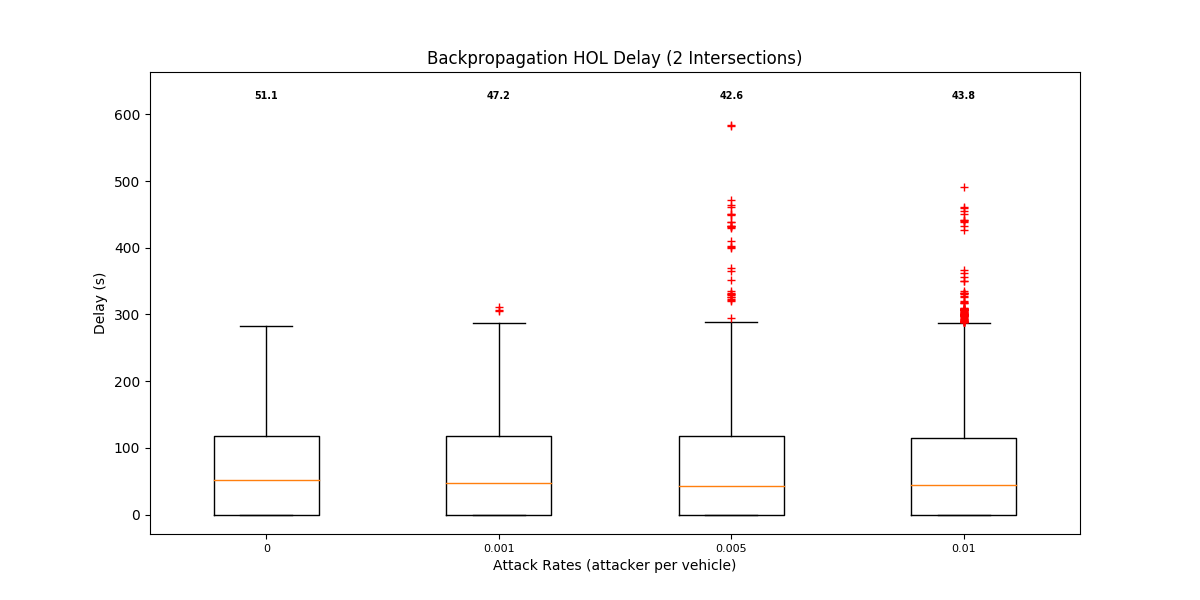 Backpropagation HOL Delay (2 Intersections)
51.1 47.2 42.6 43.8
600
500
400
300
200
100
0
Delay (s)
0 0.001 0.005 0.01
Attack Rates (attacker per vehicle)